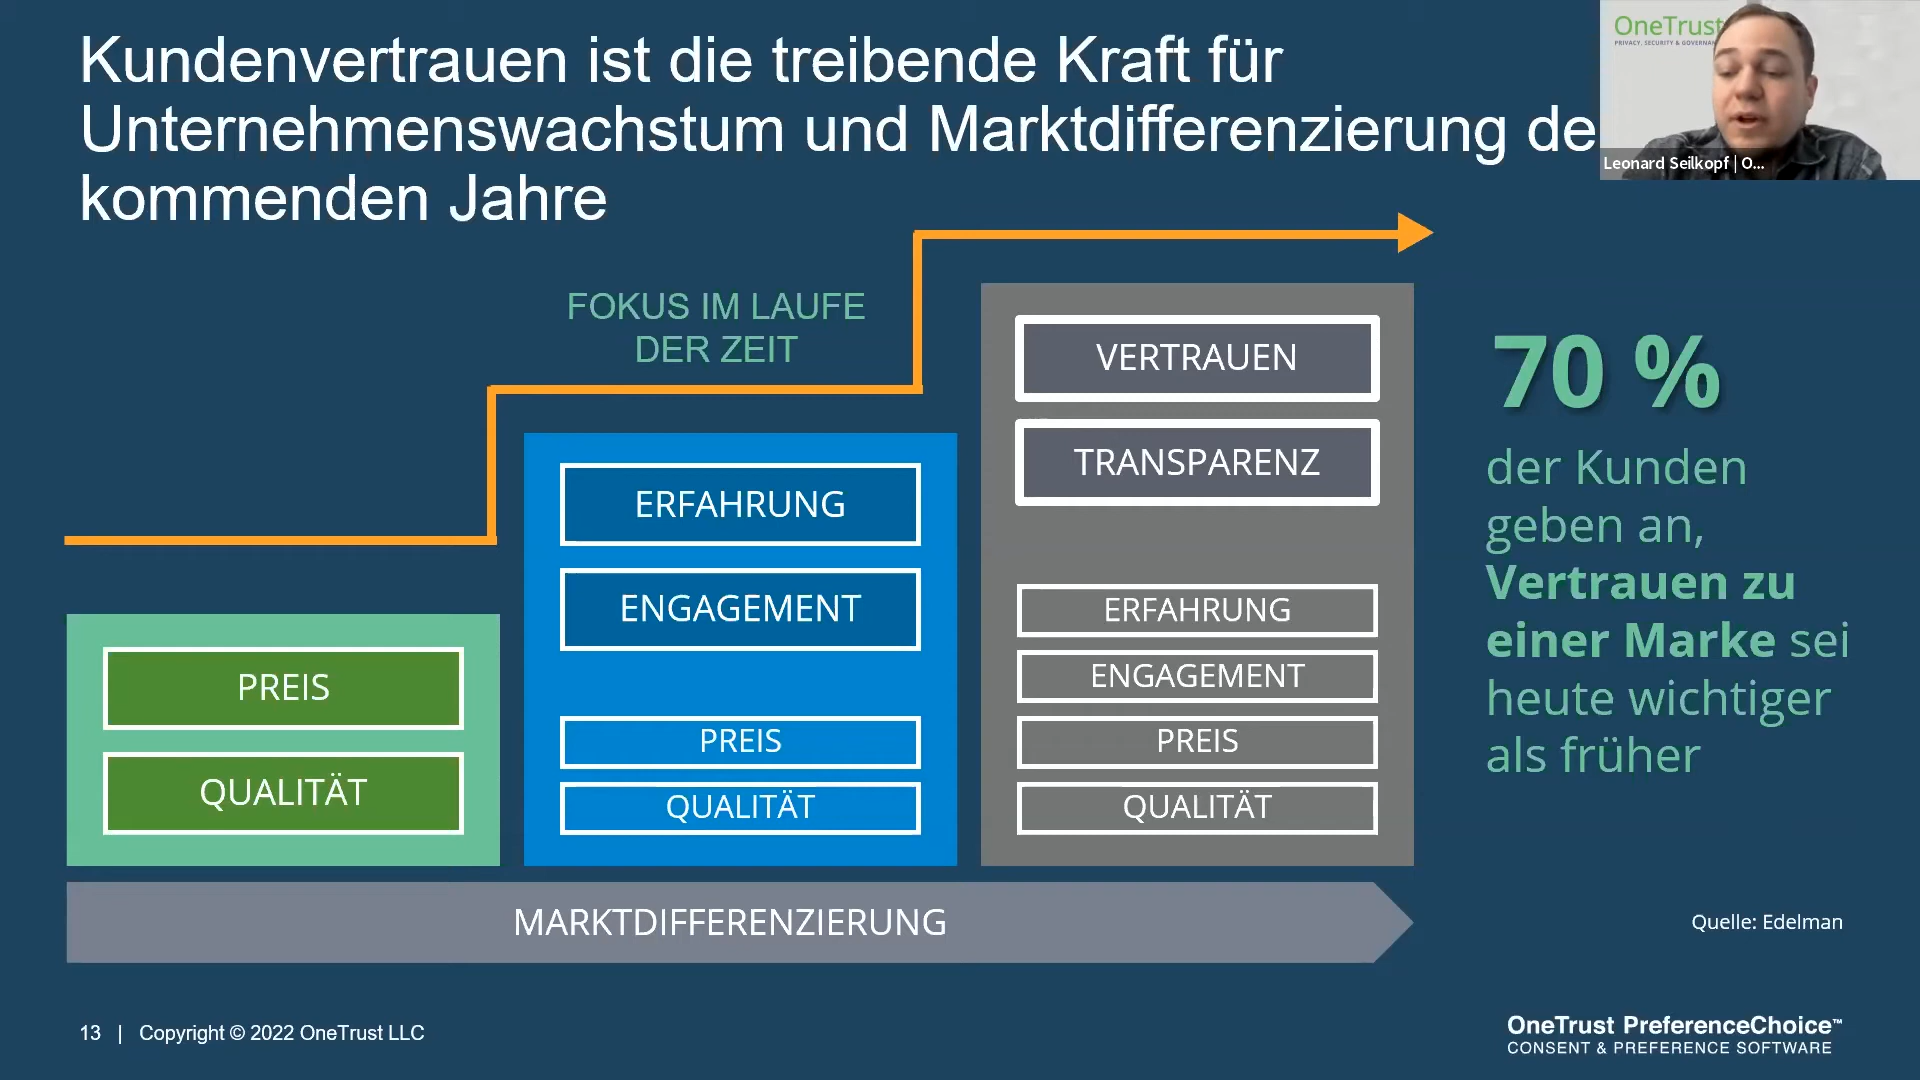 Kundenvertrauen ist die treibende Kraft für
Unternehmenswachstum und Marktdifferenzierung de
kommenden Jahre
OneTrust
Leonard Seilkopf | O...
FOKUS IM LAUFE
DER ZEIT
PREIS
QUALITÄT
ERFAHRUNG
ENGAGEMENT
PREIS
QUALITÄT
VERTRAUEN
TRANSPARENZ
ERFAHRUNG
ENGAGEMENT
PREIS
QUALITÄT
70 %
der Kunden
geben an,
Vertrauen zu
einer Marke sei
heute wichtiger
als früher
MARKTDIFFERENZIERUNG
Quelle: Edelman
13 | Copyright © 2022 OneTrust LLC
OneTrust PreferenceChoice™
CONSENT & PREFERENCE SOFTWARE